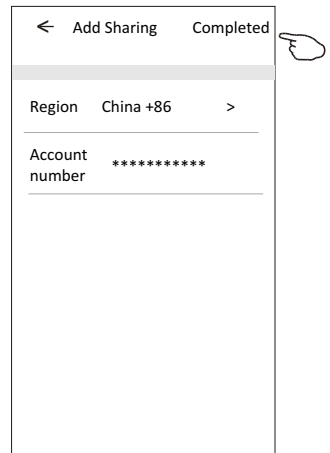 ← Add Sharing Completed
Region China +86 >
Account
number ***********